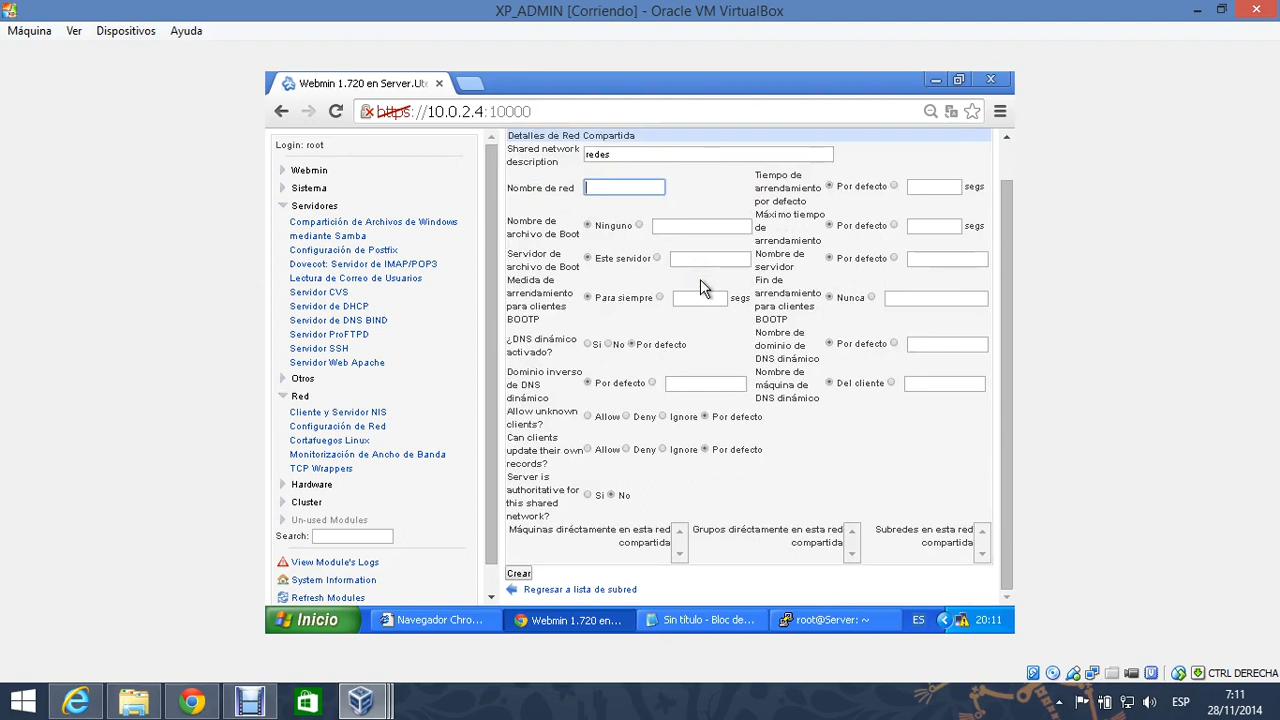 XP_ADMIN [Corriendo] - Oracle VM VirtualBox
Máquina Ver Dispositivos Ayuda
Webmin 1.720 en Server.Ut
https://10.0.2.4:10000
Login: root
Webmin
Sistema
Servidores
Compartición de Archivos de Windows
mediante Samba
Configuración de Postfix
Dovecot: Servidor de IMAP/POP3
Lectura de Correo de Usuarios
Servidor CVS
Servidor de DHCP
Servidor de DNS BIND
Servidor ProFTPD
Servidor SSH
Servidor Web Apache
Otros
Red
Cliente y Servidor NIS
Configuración de Red
Cortafuegos Linux
Monitorización de Ancho de Banda
TCP Wrappers
Hardware
Cluster
Un-used Modules
Search:
View Module's Logs
System Information
Refresh Modules
Detalles de Red Compartida
Shared network
description
redes
Nombre de red
Tiempo de
arrendamiento
por defecto
Por defecto segs
Nombre de
archivo de Boot
Ninguno
Máximo tiempo
de
arrendamiento
Por defecto segs
Servidor de
archivo de Boot
Este servidor
Nombre de
servidor
Por defecto
Medida de
arrendamiento
para clientes
BOOTP
Para siempre segs
Fin de
arrendamiento
para clientes
BOOTP
Nunca
¿DNS dinámico
activado?
Si No Por defecto
Nombre de
dominio de
DNS dinámico
Por defecto
Dominio inverso
de DNS
dinámico
Por defecto
Nombre de
máquina de
DNS dinámico
Del cliente
Allow unknown
clients?
Allow Deny Ignore Por defecto
Can clients
update their own
records?
Allow Deny Ignore Por defecto
Server is
authoritative for
this shared
network?
Si No
Máquinas diréctamente en esta red
compartida
Grupos diréctamente en esta red
compartida
Subredes en esta red
compartida
Crear
Regresar a lista de subred
Inicio
Navegador Chro...
Webmin 1.720 en...
Sin título - Bloc de...
root@Server: ~
ES
20:11
CTRL DERECHA
ESP
7:11
28/11/2014